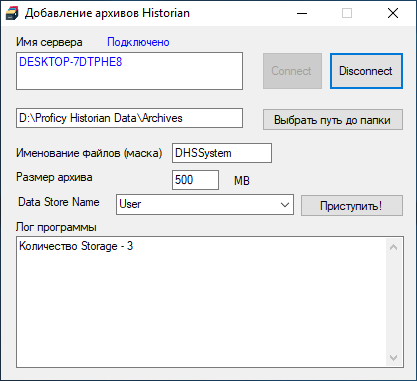 Добавление архивов Historian
Имя сервера Подключено
DESKTOP-7DTPHE8
Connect Disconnect
D:\Proficy Historian Data\Archives Выбрать путь до папки
Именование файлов (маска) DHSSystem
Размер архива 500 MB
Data Store Name User Приступить!
Лог программы
Количество Storage - 3